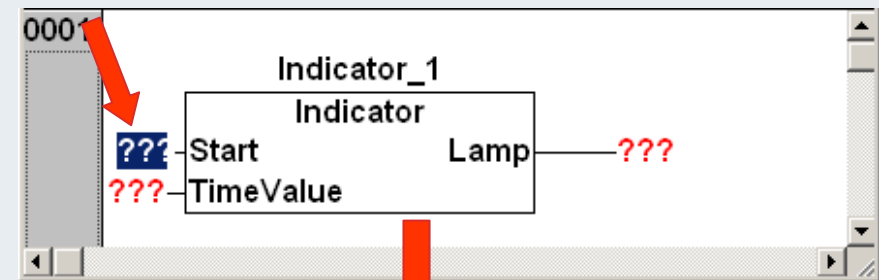 0001
Indicator_1
Indicator
??? Start Lamp ???
??? TimeValue